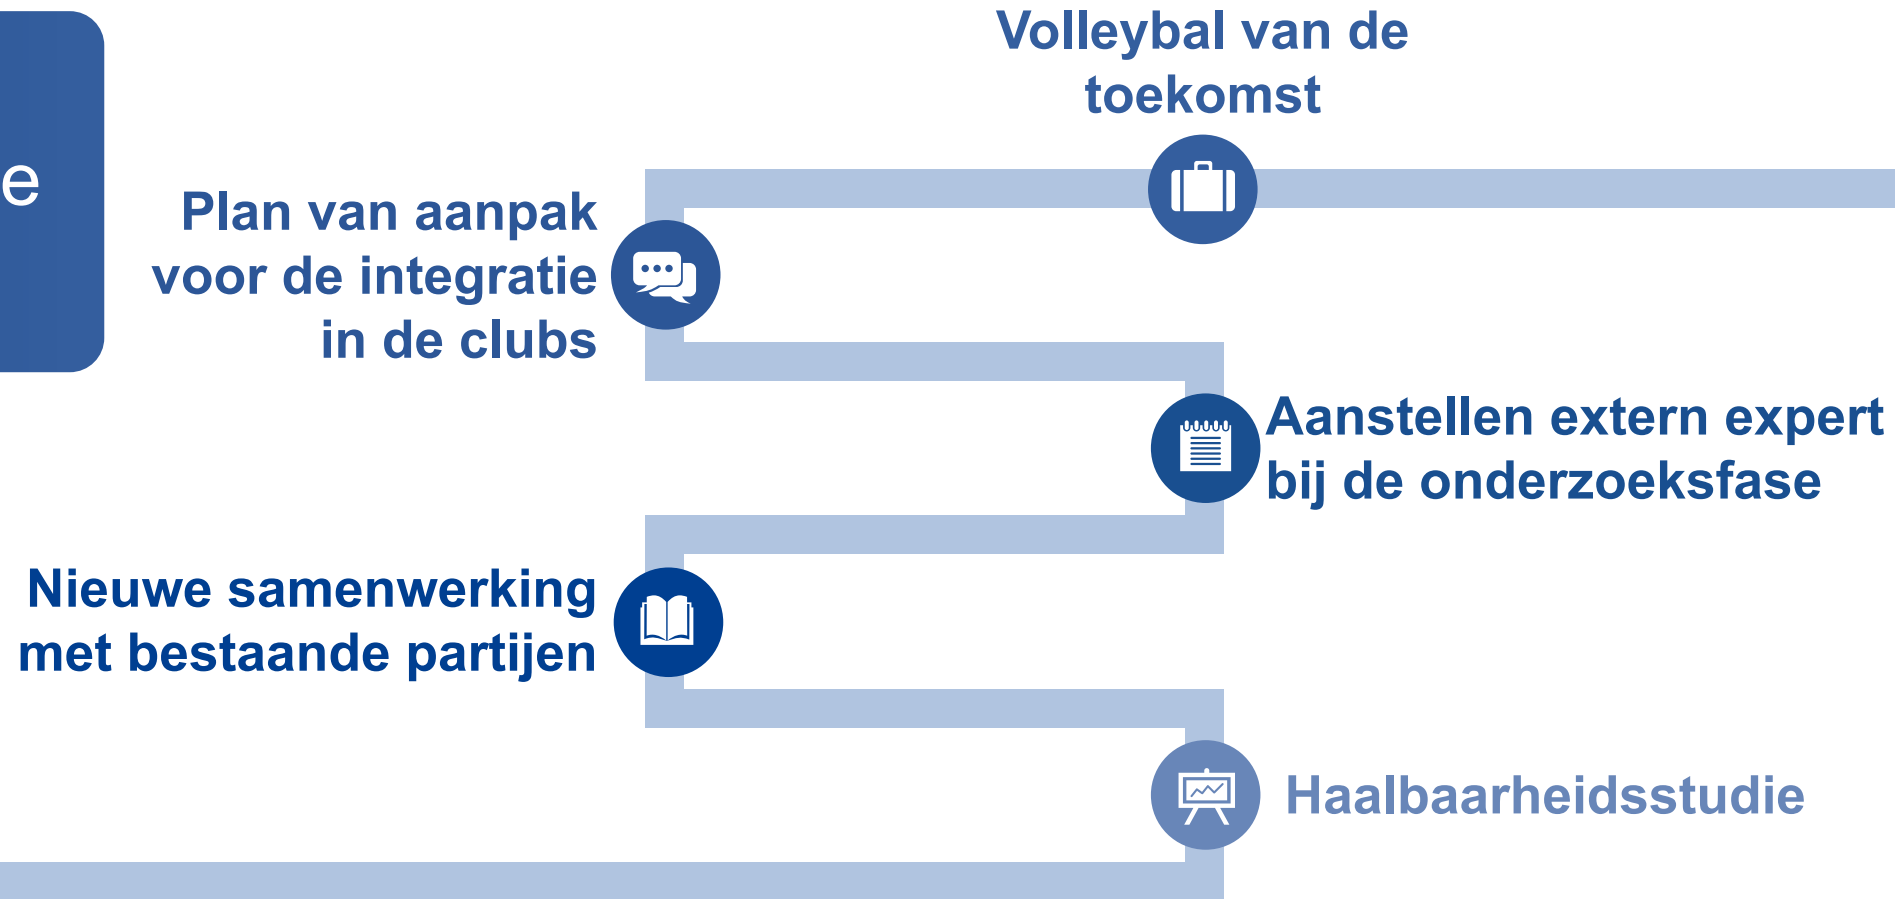 Volleybal van de
toekomst
e
Plan van aanpak
voor de integratie
in de clubs
Aanstellen extern expert
bij de onderzoeksfase
Nieuwe samenwerking
met bestaande partijen
Haalbaarheidsstudie